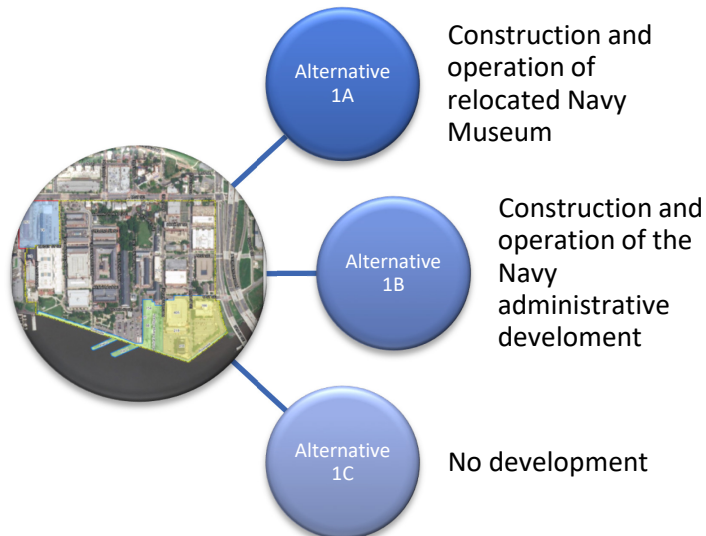 Alternative
1A
Construction and
operation of
relocated Navy
Museum
Alternative
1B
Construction and
operation of the
Navy
administrative
develoment
Alternative
1C
No development